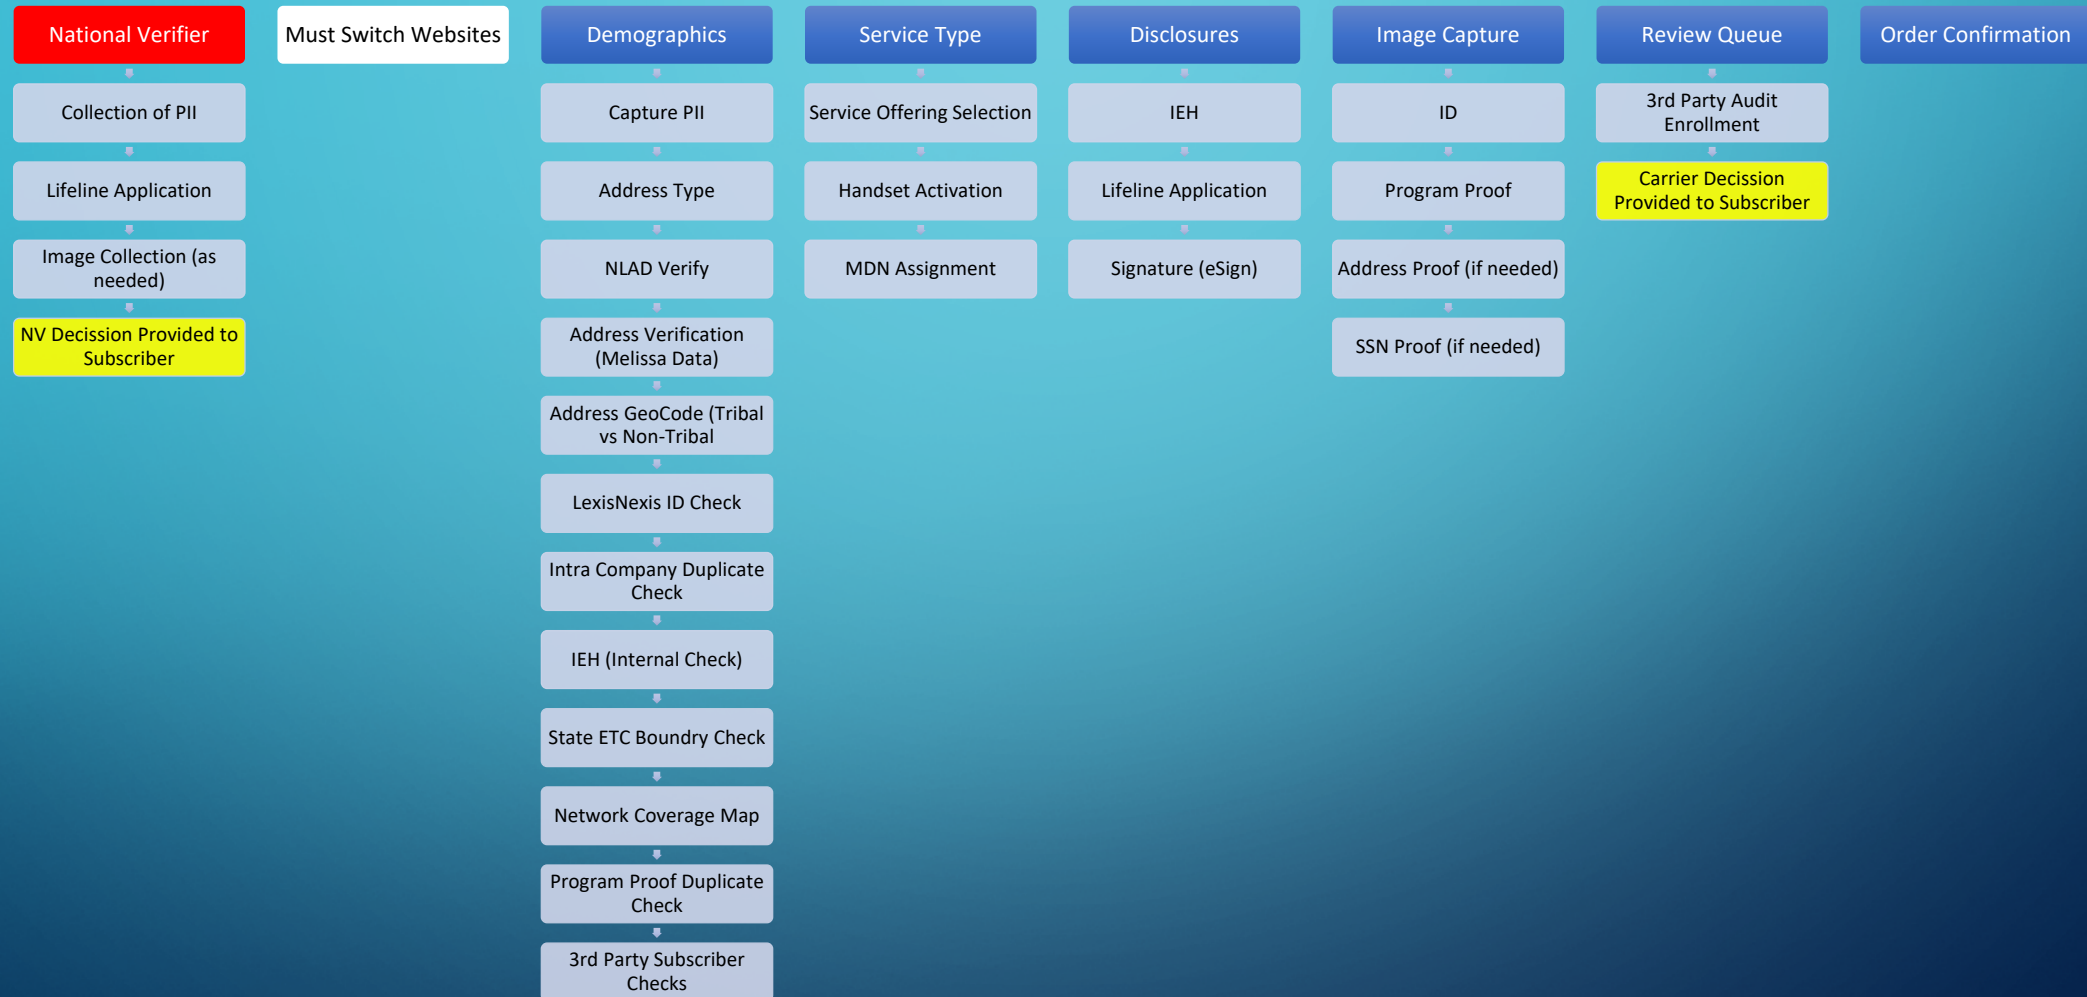 National Verifier
Collection of PII
Lifeline Application
Image Collection (as
needed)
NV Decission Provided to
Subscriber
Must Switch Websites
Demographics
Capture PII
Address Type
NLAD Verify
Address Verification
(Melissa Data)
Address GeoCode (Tribal
vs Non-Tribal
LexisNexis ID Check
Intra Company Duplicate
Check
IEH (Internal Check)
State ETC Boundry Check
Network Coverage Map
Program Proof Duplicate
Check
3rd Party Subscriber
Checks
Service Type
Service Offering Selection
Handset Activation
MDN Assignment
Disclosures
IEH
Lifeline Application
Signature (eSign)
Image Capture
ID
Program Proof
Address Proof (if needed)
SSN Proof (if needed)
Review Queue
3rd Party Audit
Enrollment
Carrier Decission
Provided to Subscriber
Order Confirmation